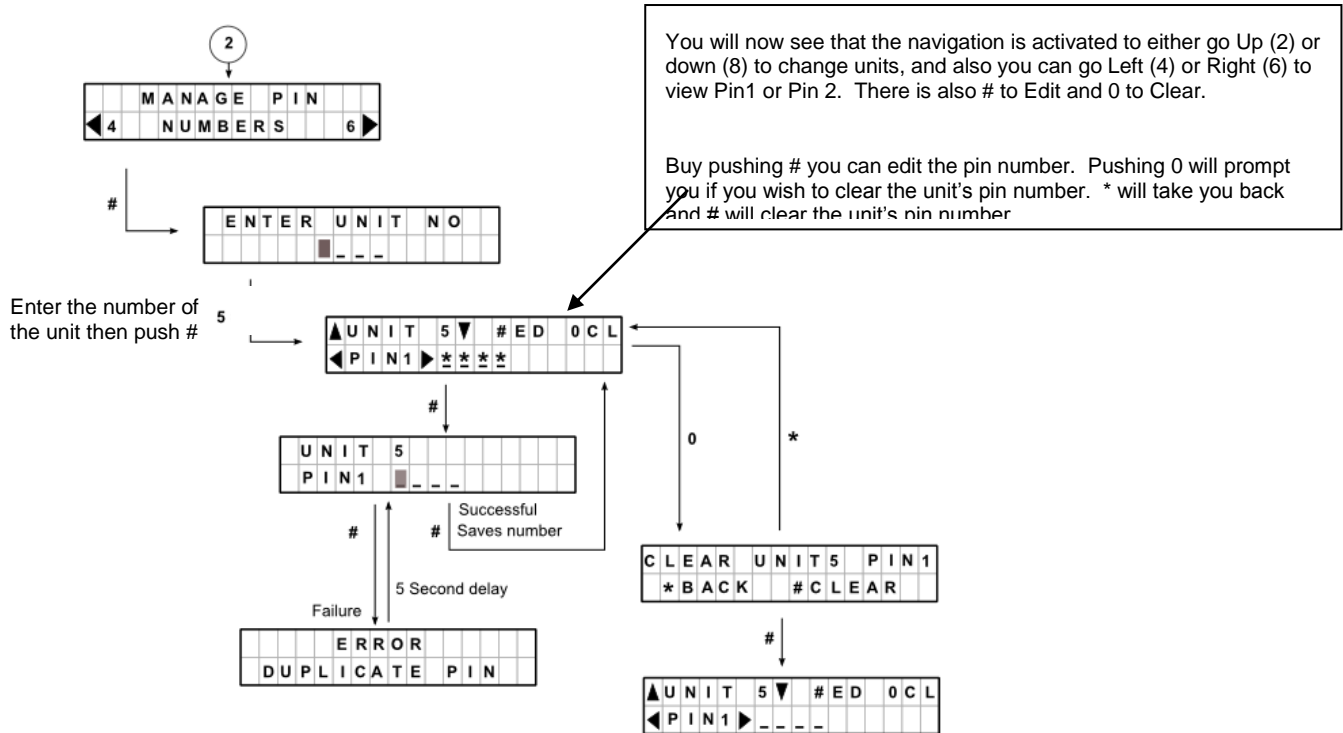 2
MANAGE PIN
◀4 NUMBERS 6▶
#
ENTER UNIT NO
_ _ _
Enter the number of
the unit then push #
5
You will now see that the navigation is activated to either go Up (2) or
down (8) to change units, and also you can go Left (4) or Right (6) to
view Pin1 or Pin 2. There is also # to Edit and 0 to Clear.
Buy pushing # you can edit the pin number. Pushing 0 will prompt
you if you wish to clear the unit's pin number. * will take you back
and # will clear the unit's pin number
▲UNIT 5▼ #ED 0CL
◀PIN1▶****
#
UNIT 5
PIN1 _ _ _ _
#
Failure
5 Second delay
#
Successful
Saves number
ERROR
DUPLICATE PIN
0
*
CLEAR UNIT5 PIN1
*BACK #CLEAR
#
▲UNIT 5▼ #ED 0CL
◀PIN1▶_ _ _ _